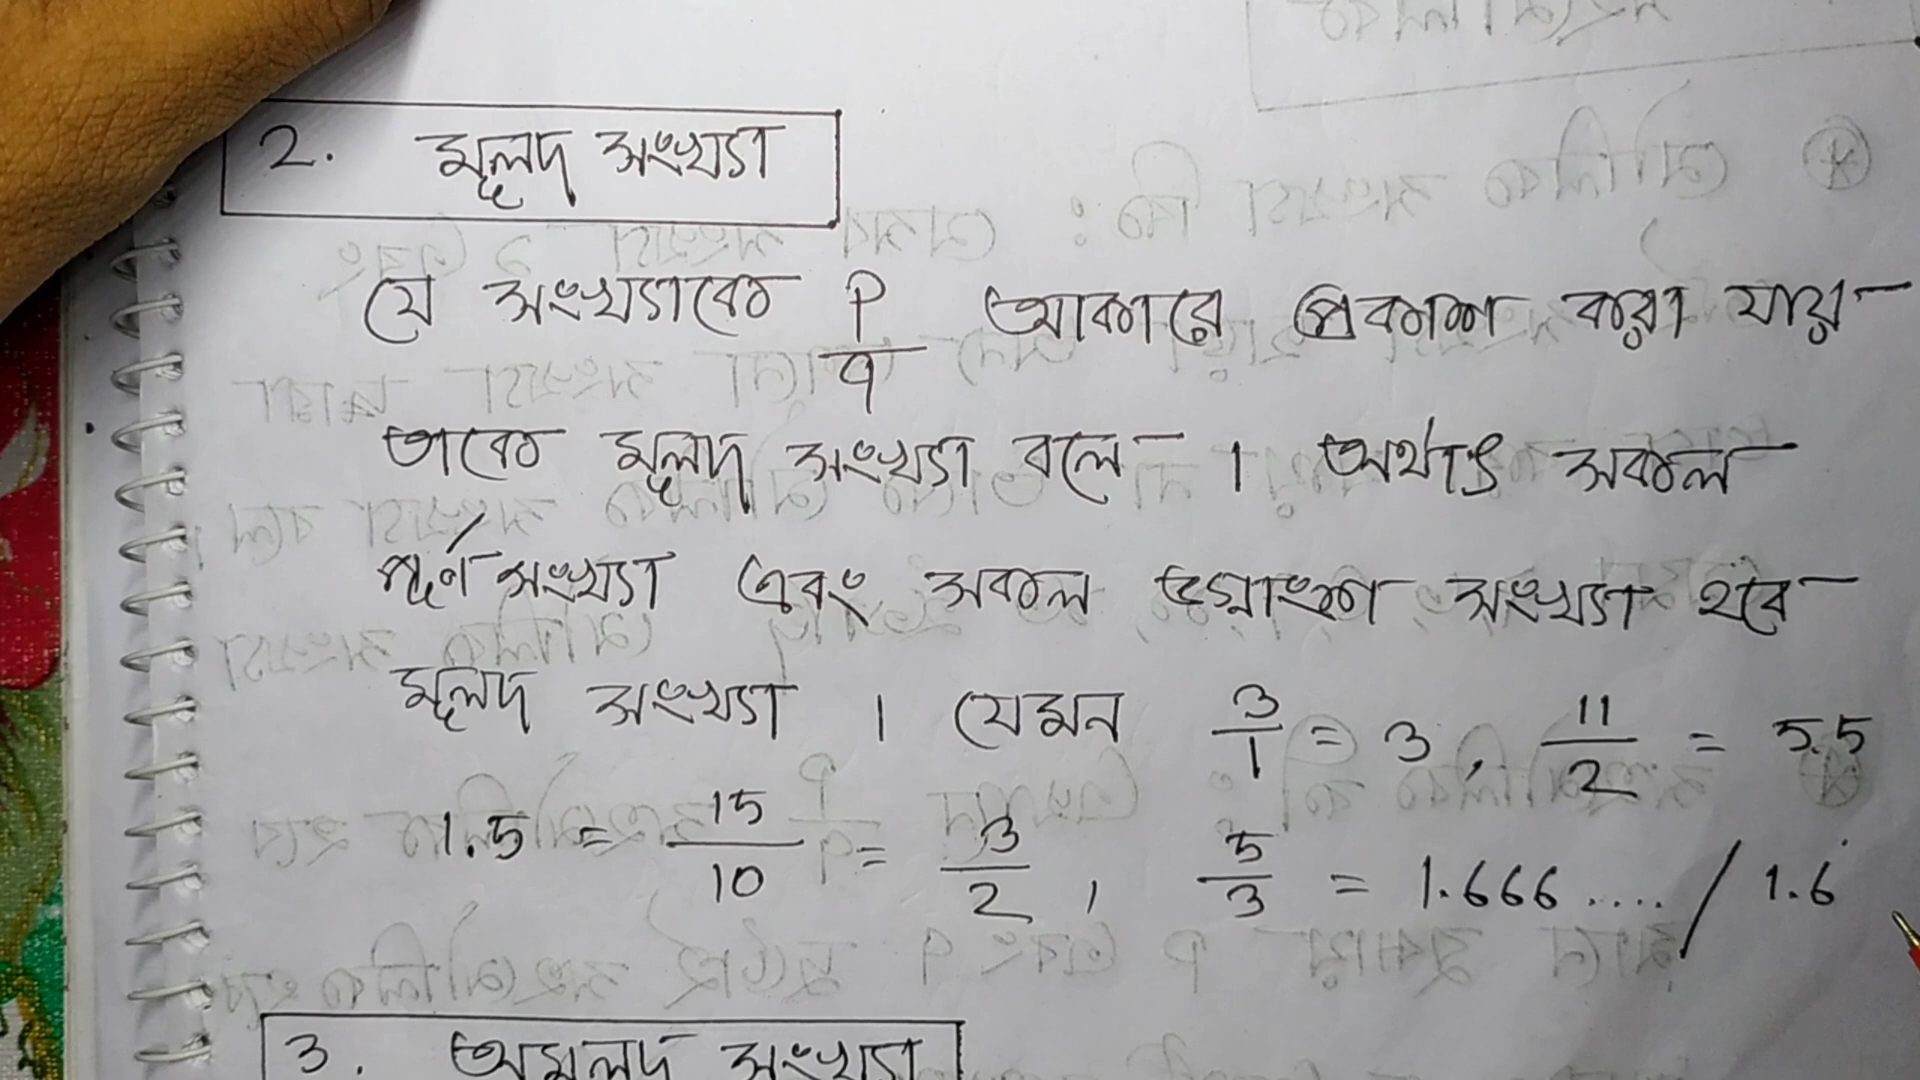 2. মূলদ সংখ্যা
যে সংখ্যাকে P/q আকারে প্রকাশ করা যায়
তাকে মূলদ সংখ্যা বলে । অর্থাৎ সকল
পূর্ণ সংখ্যা এবং সকল ভগ্নাংশ সংখ্যা হবে
মূলদ সংখ্যা । যেমন 3/1 = 3, 11/2 = 5.5
1.5 = 15/10 = 3/2, 5/3 = 1.666 .... / 1.6̇
3. অমূলদ সংখ্যা